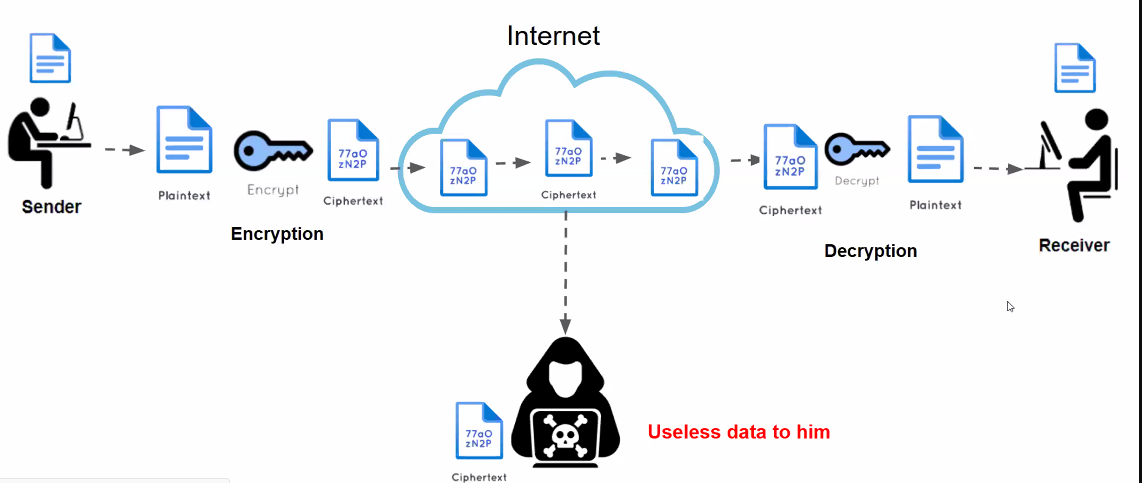 Internet
77aO
zN2P
77aO
zN2P
77aO
zN2P
77aO
zN2P
77aO
zN2P
Plaintext
Encrypt
Ciphertext
Ciphertext
Decrypt
Ciphertext
Plaintext
Sender
Encryption
Decryption
Receiver
77aO
zN2P
Useless data to him
Ciphertext